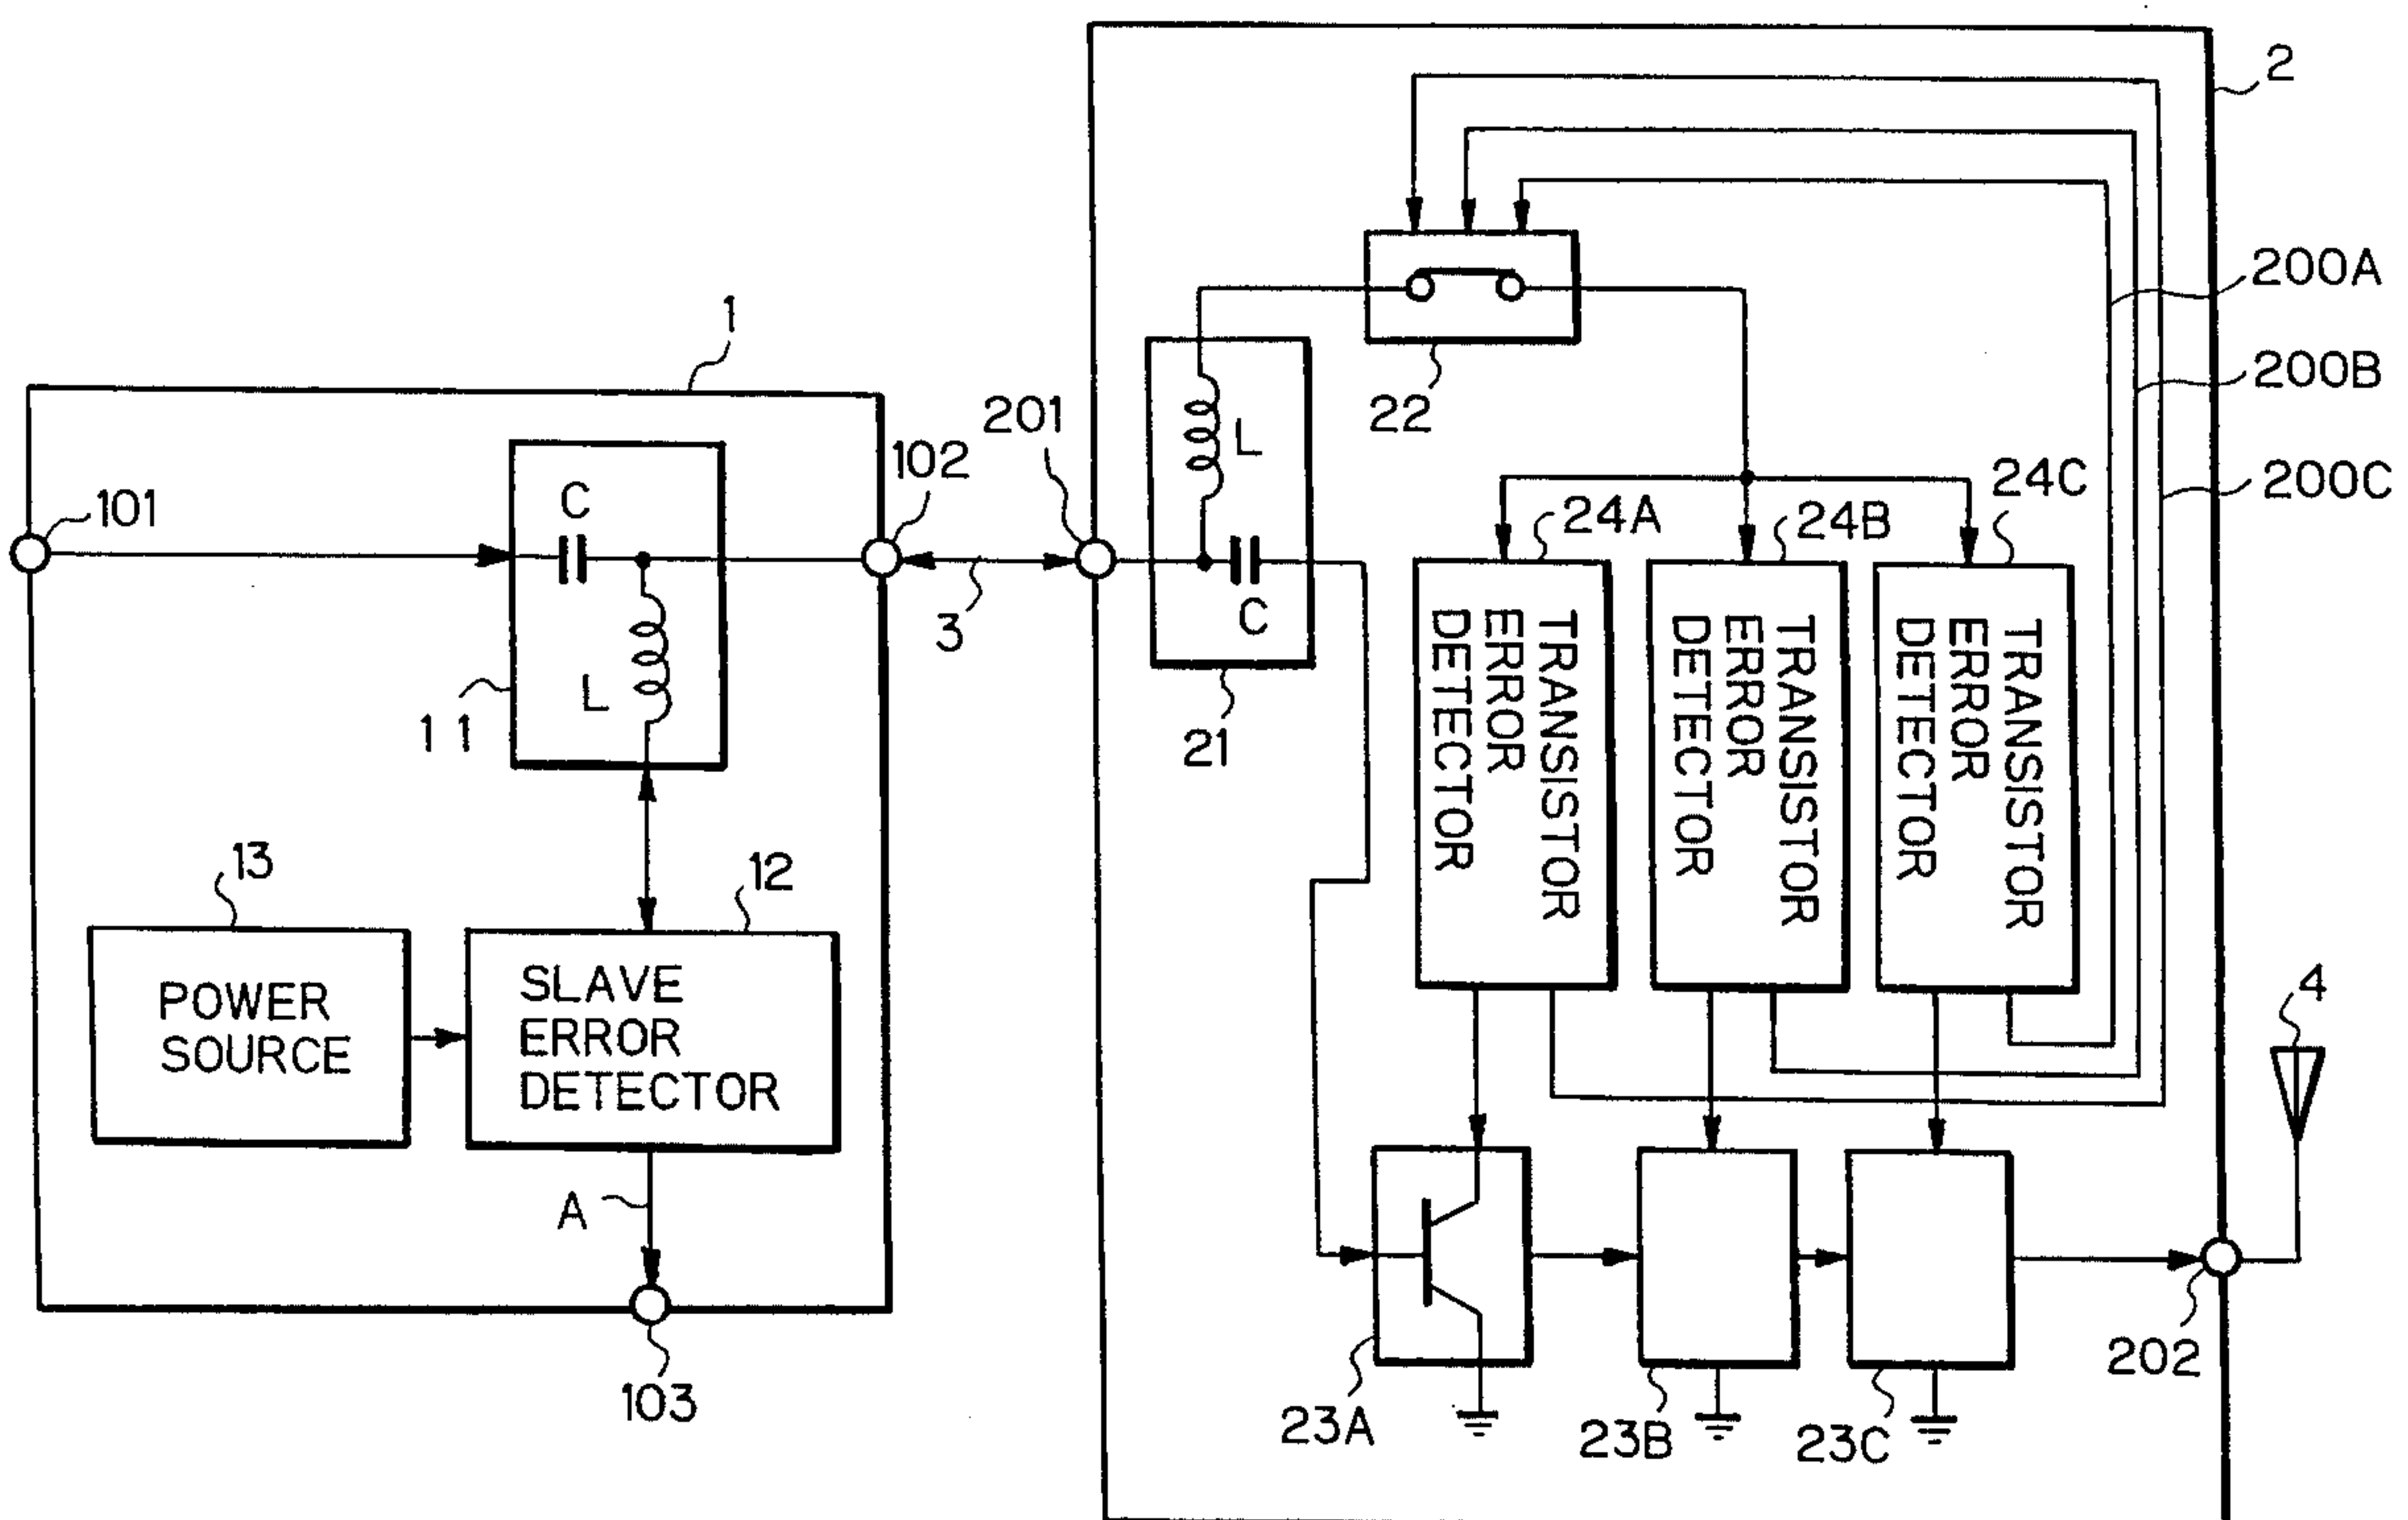 2
200A
200B
200C
1
101
C
L
11
102
3
201
L
C
21
22
24A
24B
24C
TRANSISTOR
ERROR
DETECTOR
TRANSISTOR
ERROR
DETECTOR
TRANSISTOR
ERROR
DETECTOR
13
12
POWER
SOURCE
SLAVE
ERROR
DETECTOR
A
103
4
23A
23B
23C
202